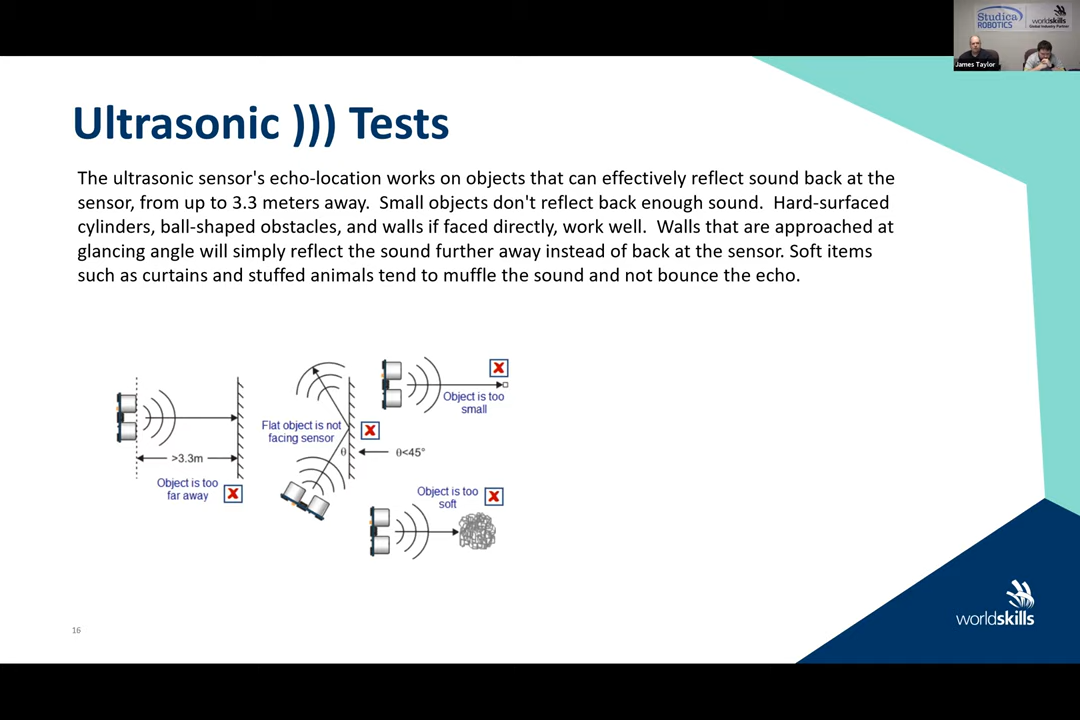 Studica
ROBOTICS
worldskills
Global Industry Partner
James Taylor
Ultrasonic ))) Tests
The ultrasonic sensor's echo-location works on objects that can effectively reflect sound back at the
sensor, from up to 3.3 meters away.  Small objects don't reflect back enough sound.  Hard-surfaced
cylinders, ball-shaped obstacles, and walls if faced directly, work well.  Walls that are approached at
glancing angle will simply reflect the sound further away instead of back at the sensor. Soft items
such as curtains and stuffed animals tend to muffle the sound and not bounce the echo.
>3.3m
Object is too
far away
Flat object is not
facing sensor
θ
θ<45°
Object is too
small
Object is too
soft
worldskills
16